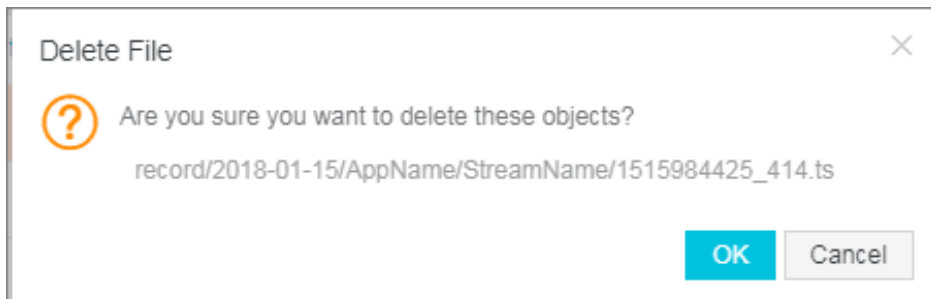 Delete File
Are you sure you want to delete these objects?
record/2018-01-15/AppName/StreamName/1515984425_414.ts
OK Cancel